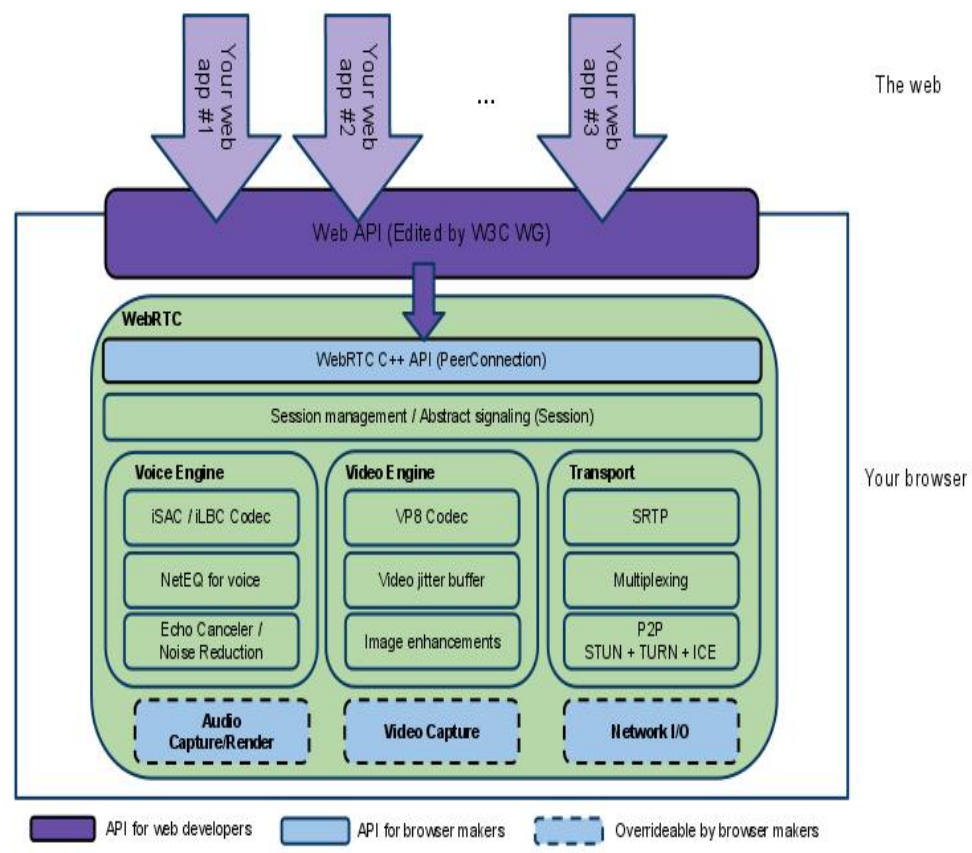 Your web
app #1
Your web
app #2
...
Your web
app #3
The web
Web API (Edited by W3C WG)
WebRTC
WebRTC C++ API (PeerConnection)
Session management / Abstract signaling (Session)
Voice Engine
iSAC / iLBC Codec
NetEQ for voice
Echo Canceler /
Noise Reduction
Video Engine
VP8 Codec
Video jitter buffer
Image enhancements
Transport
SRTP
Multiplexing
P2P
STUN + TURN + ICE
Your browser
Audio
Capture/Render
Video Capture
Network I/O
API for web developers
API for browser makers
Overrideable by browser makers